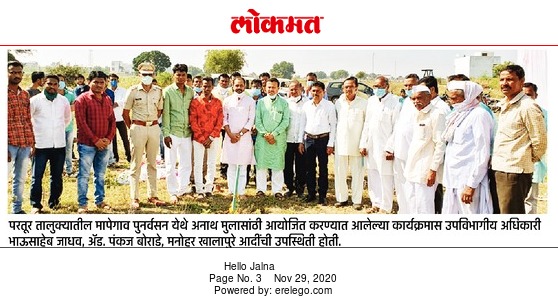 लोकमत
परतूर तालुक्यातील मापेगाव पुनर्वसन येथे अनाथ मुलासांठी आयोजित करण्यात आलेल्या कार्यक्रमास उपविभागीय अधिकारी
भाऊसाहेब जाधव, ॲड. पंकज बोराडे, मनोहर खालापुरे आदींची उपस्थिती होती.
Hello Jalna
Page No. 3 Nov 29, 2020
Powered by: erelego.com